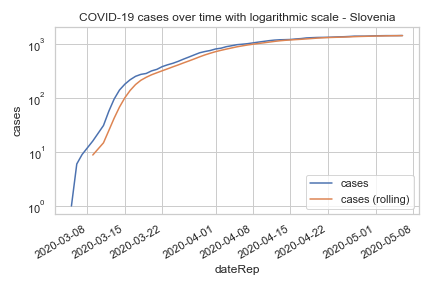 COVID-19 cases over time with logarithmic scale - Slovenia
cases
10³
10²
10¹
10⁰
cases
cases (rolling)
2020-03-08
2020-03-15
2020-03-22
2020-04-01
2020-04-08
2020-04-15
2020-04-22
2020-05-01
2020-05-08
dateRep